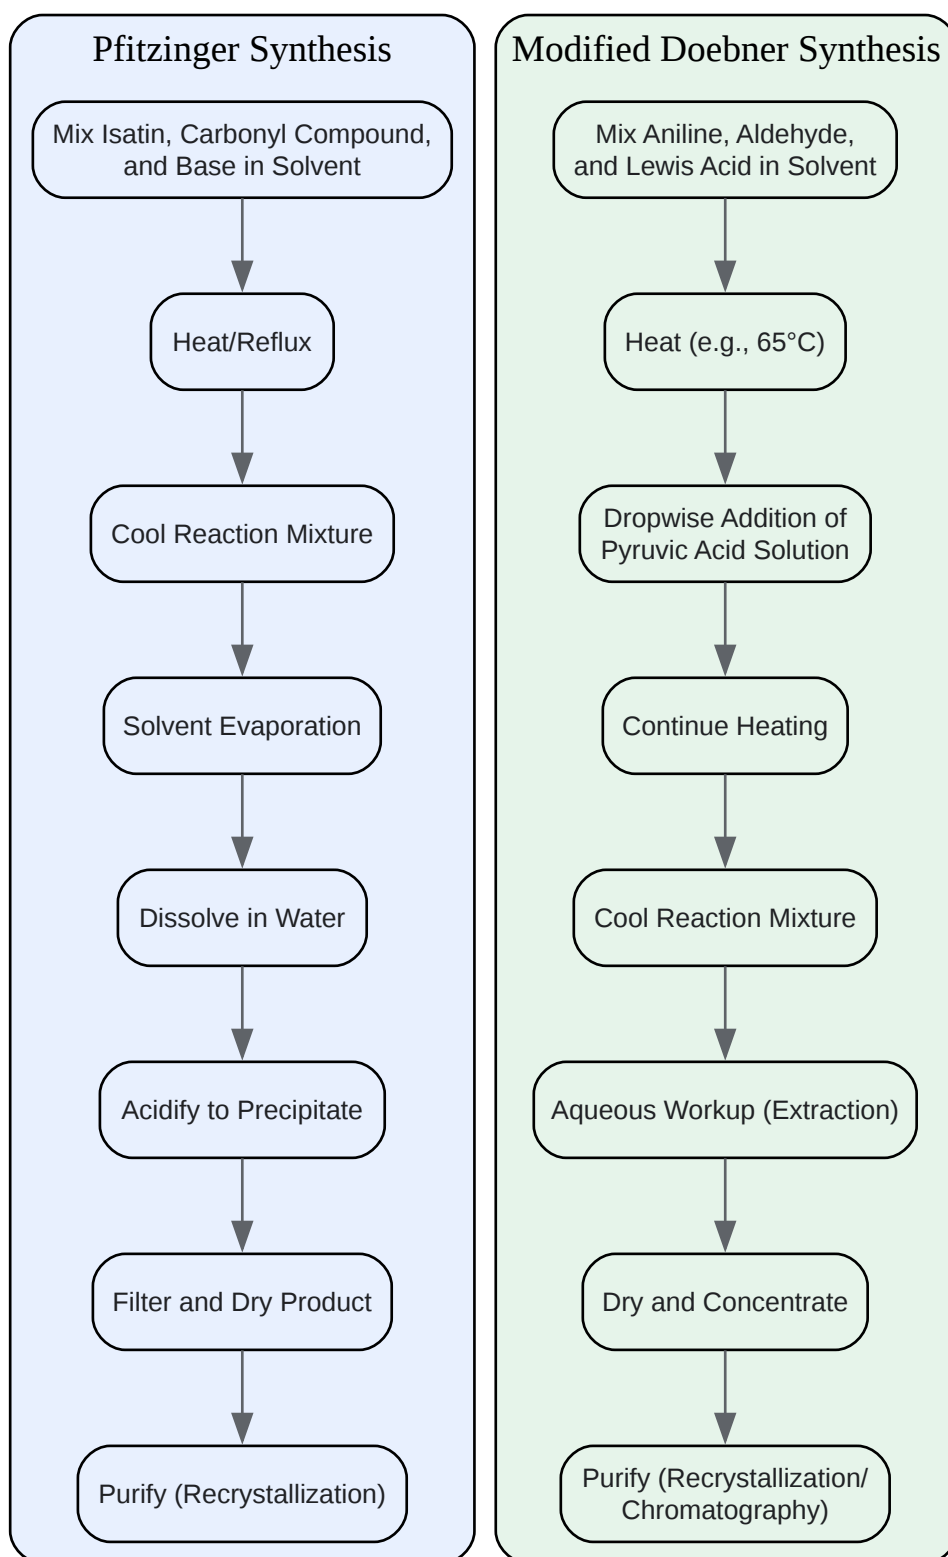 Pfitzinger Synthesis
Mix Isatin, Carbonyl Compound,
and Base in Solvent
Heat/Reflux
Cool Reaction Mixture
Solvent Evaporation
Dissolve in Water
Acidify to Precipitate
Filter and Dry Product
Purify (Recrystallization)
Modified Doebner Synthesis
Mix Aniline, Aldehyde,
and Lewis Acid in Solvent
Heat (e.g., 65°C)
Dropwise Addition of
Pyruvic Acid Solution
Continue Heating
Cool Reaction Mixture
Aqueous Workup (Extraction)
Dry and Concentrate
Purify (Recrystallization/
Chromatography)